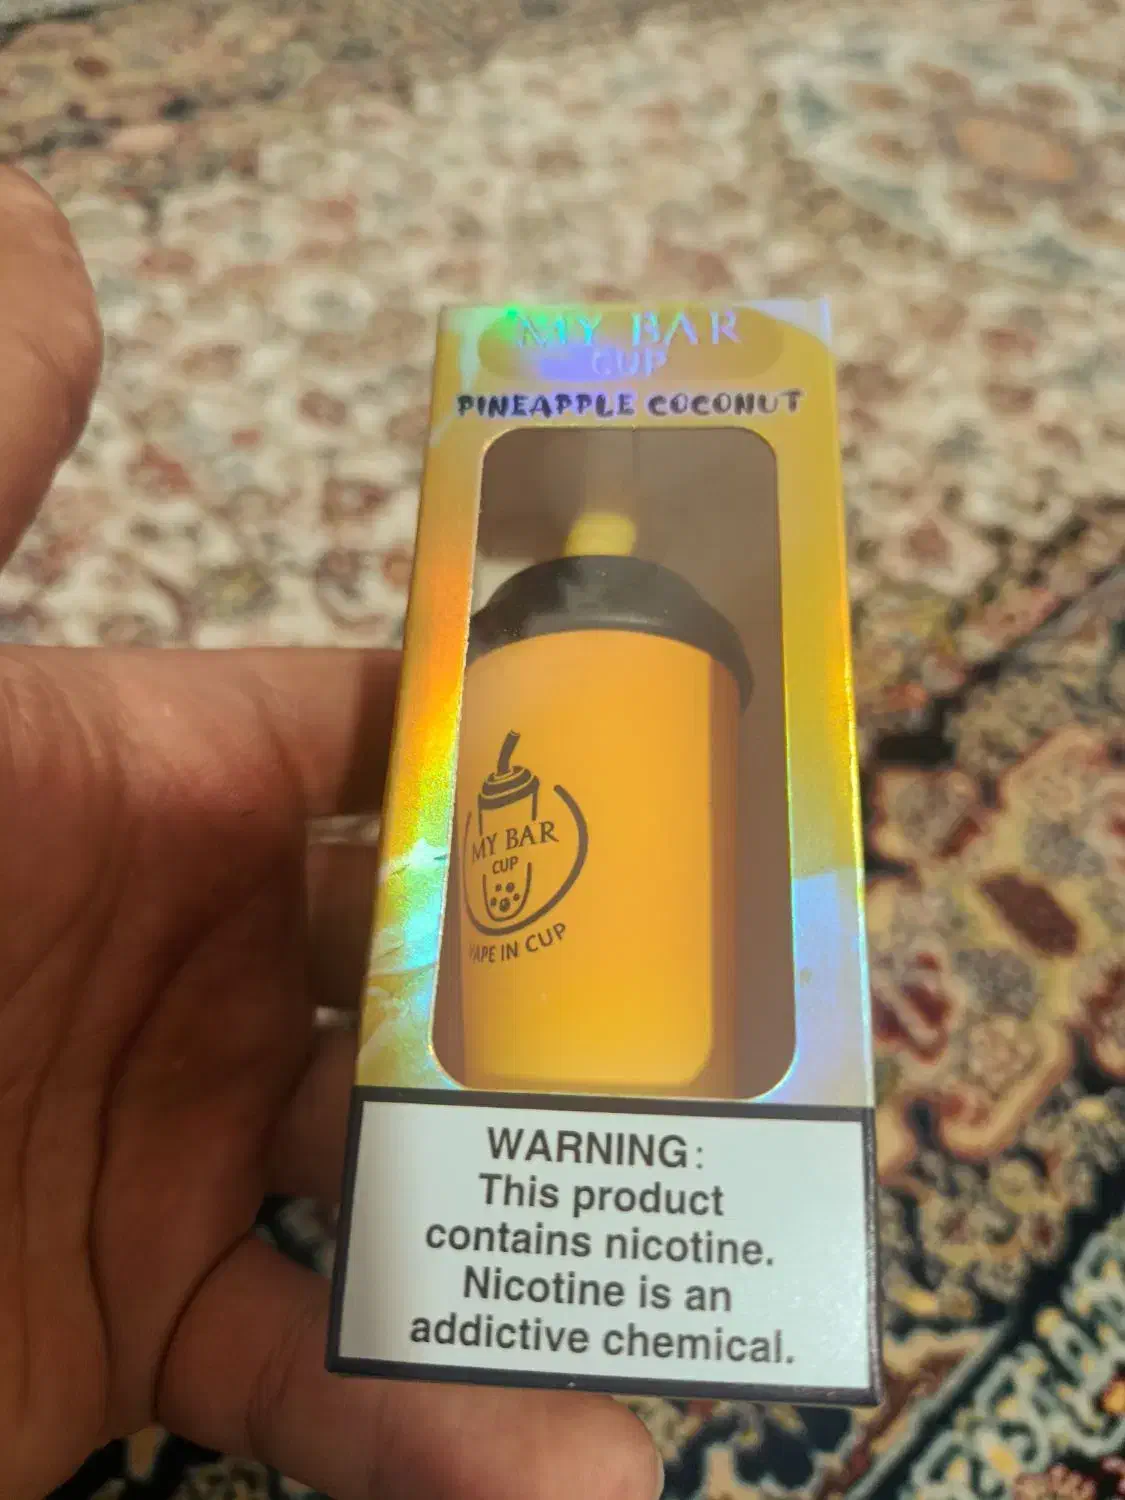 MY BAR
CUP
PINEAPPLE COCONUT
MY BAR
CUP
VAPE IN CUP
WARNING:
This product
contains nicotine.
Nicotine is an
addictive chemical.